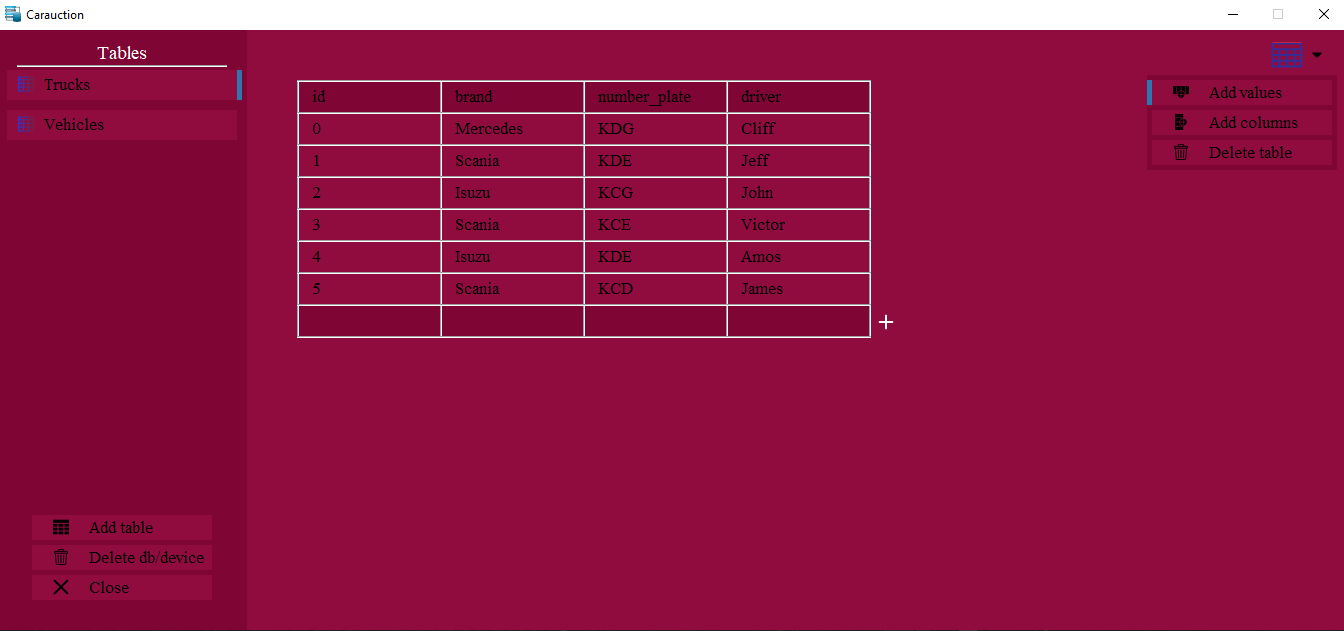 Carauction
Tables
Trucks
Vehicles
Add table
Delete db/device
Close
id brand number_plate driver
0 Mercedes KDG Cliff
1 Scania KDE Jeff
2 Isuzu KCG John
3 Scania KCE Victor
4 Isuzu KDE Amos
5 Scania KCD James
Add values
Add columns
Delete table